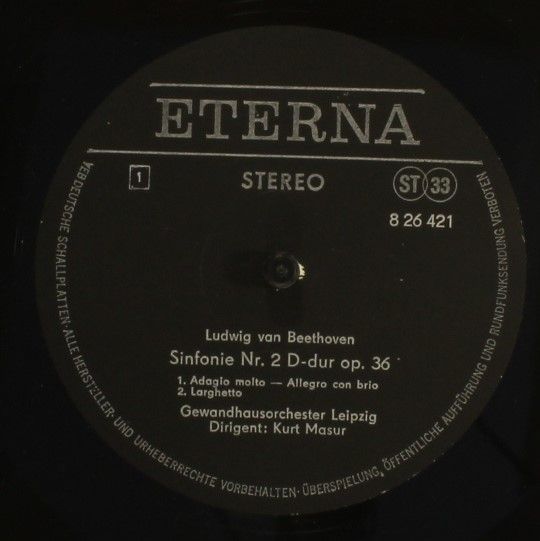 ETERNA
1
STEREO
ST 33
8 26 421
Ludwig van Beethoven
Sinfonie Nr. 2 D-dur op. 36
1. Adagio molto — Allegro con brio
2. Larghetto
Gewandhausorchester Leipzig
Dirigent: Kurt Masur
VEB DEUTSCHE SCHALLPLATTEN · ALLE HERSTELLER- UND URHEBERRECHTE VORBEHALTEN · ÜBERSPIELUNG, ÖFFENTLICHE AUFFÜHRUNG UND RUNDFUNKSENDUNG VERBOTEN